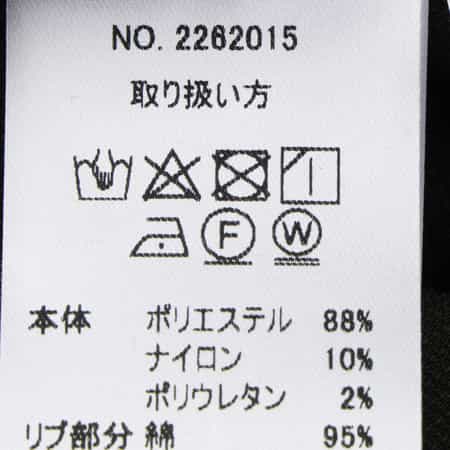 NO. 2262015
取り扱い方
F W
本体 ポリエステル 88%
ナイロン 10%
ポリウレタン 2%
リブ部分 綿 95%